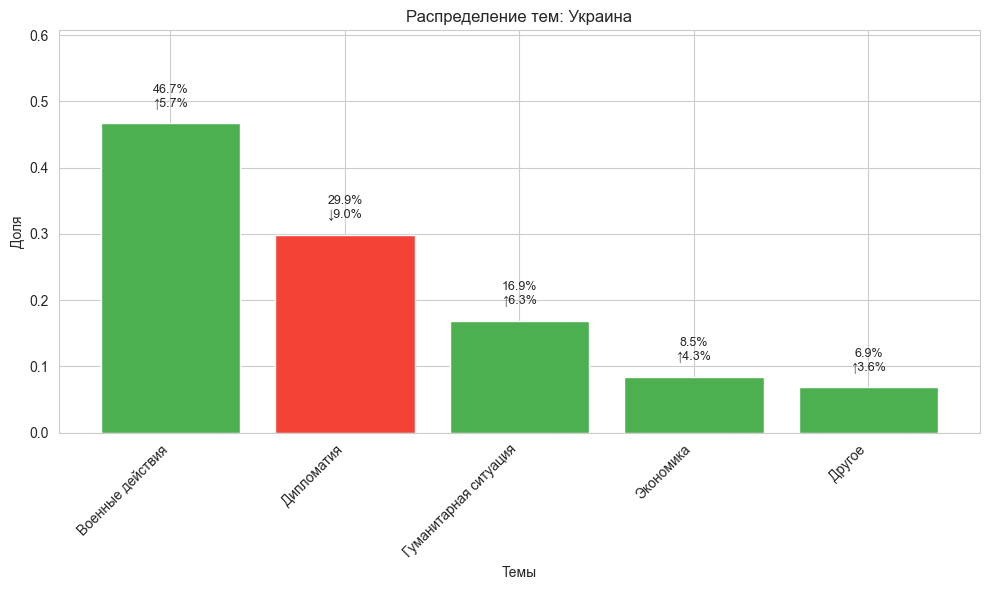 Распределение тем: Украина
Доля
0.6
0.5
0.4
0.3
0.2
0.1
0.0
46.7%
↑5.7%
29.9%
↓9.0%
16.9%
↑6.3%
8.5%
↑4.3%
6.9%
↑3.6%
Военные действия
Дипломатия
Гуманитарная ситуация
Экономика
Другое
Темы